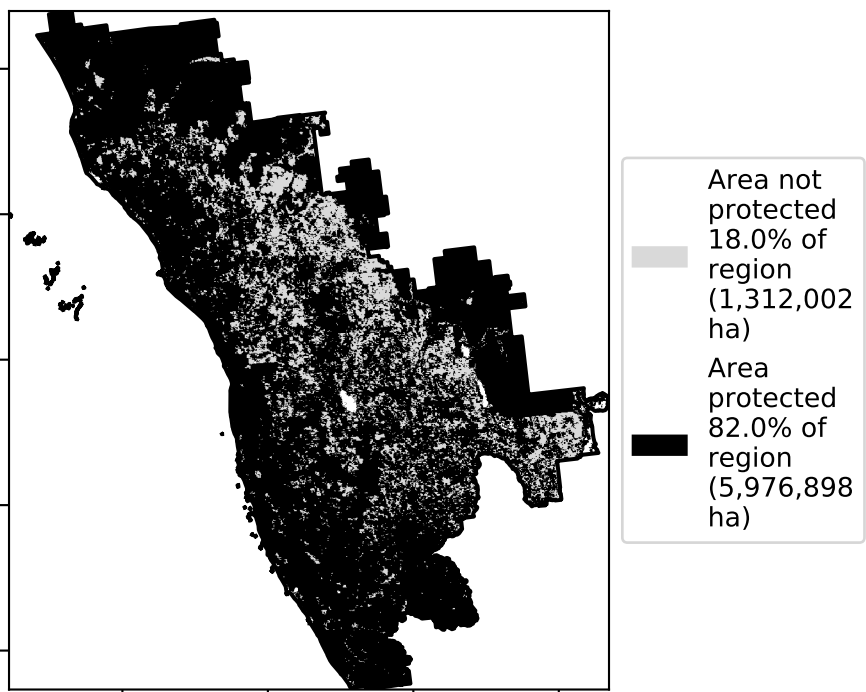 Area not
protected
18.0% of
region
(1,312,002
ha)
Area
protected
82.0% of
region
(5,976,898
ha)